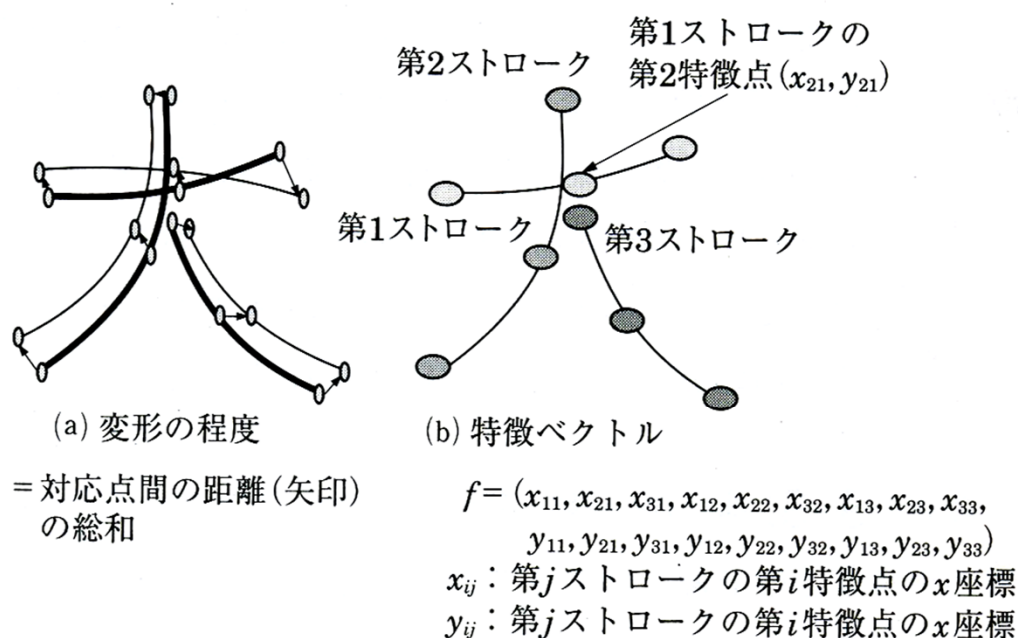 第1ストロークの
第2特徴点(x21, y21)
第2ストローク
第1ストローク
第3ストローク
(a) 変形の程度
=対応点間の距離(矢印)
の総和
(b) 特徴ベクトル
f=(x11, x21, x31, x12, x22, x32, x13, x23, x33,
y11, y21, y31, y12, y22, y32, y13, y23, y33)
xij:第jストロークの第i特徴点のx座標
yij:第jストロークの第i特徴点のx座標